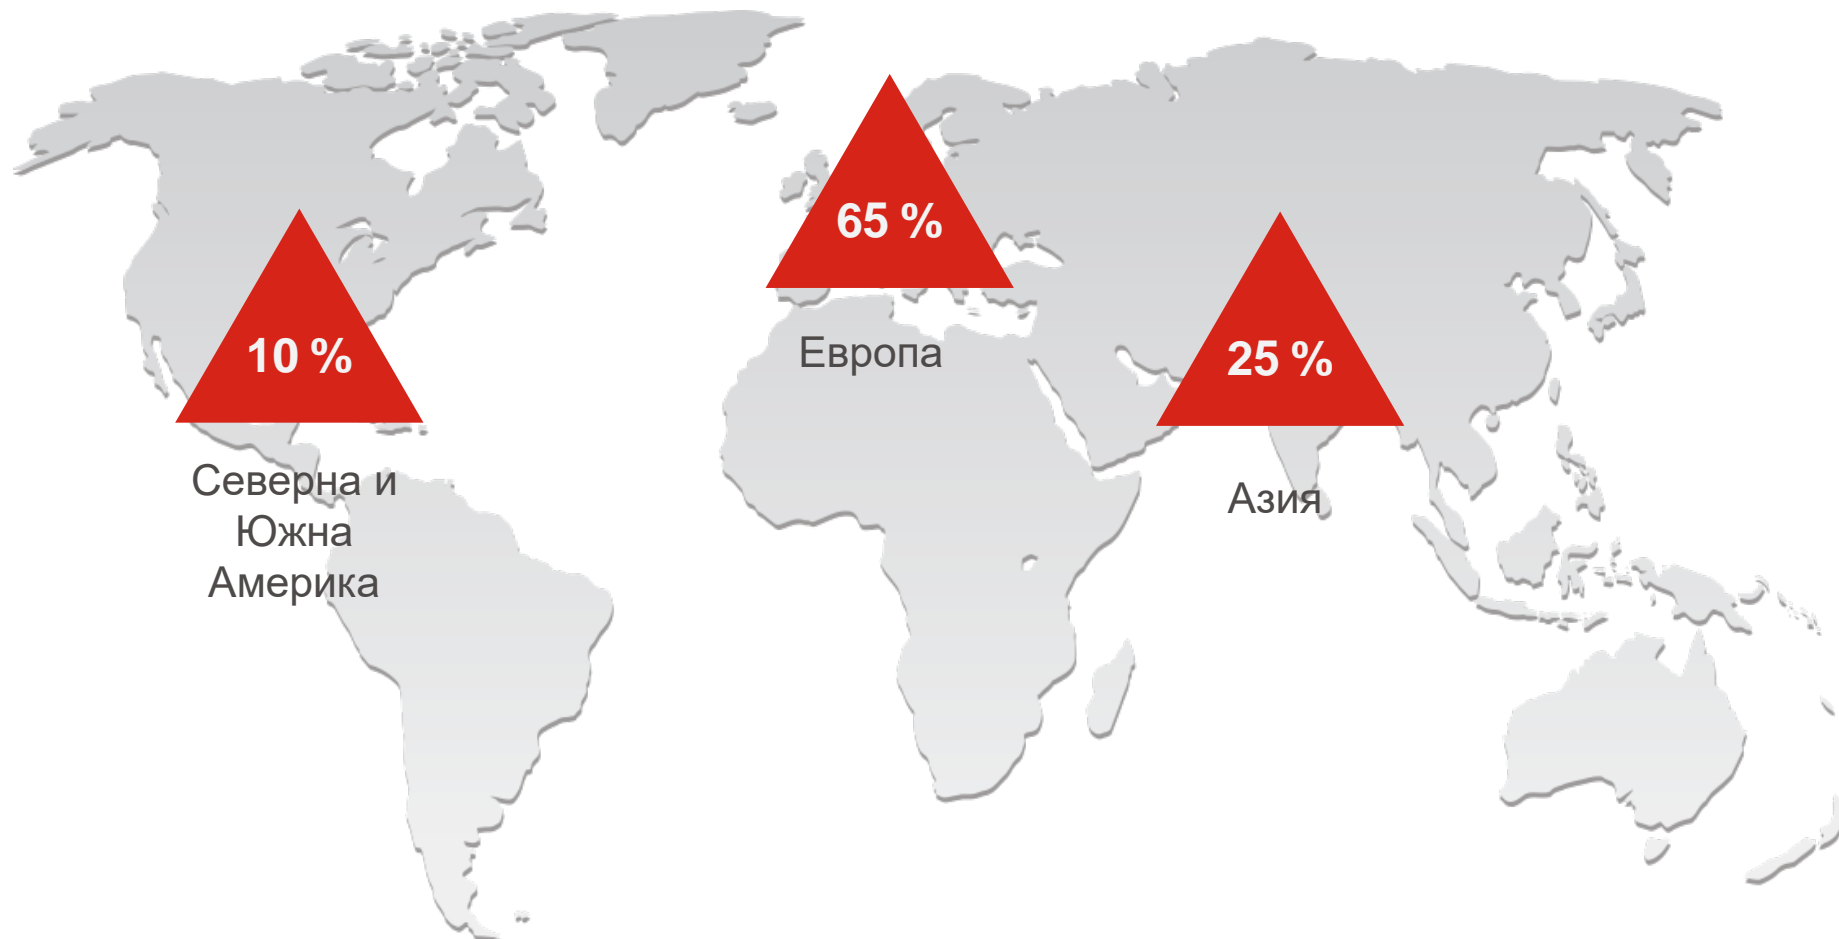 65 %
Европа
10 %
Северна и
Южна
Америка
25 %
Азия